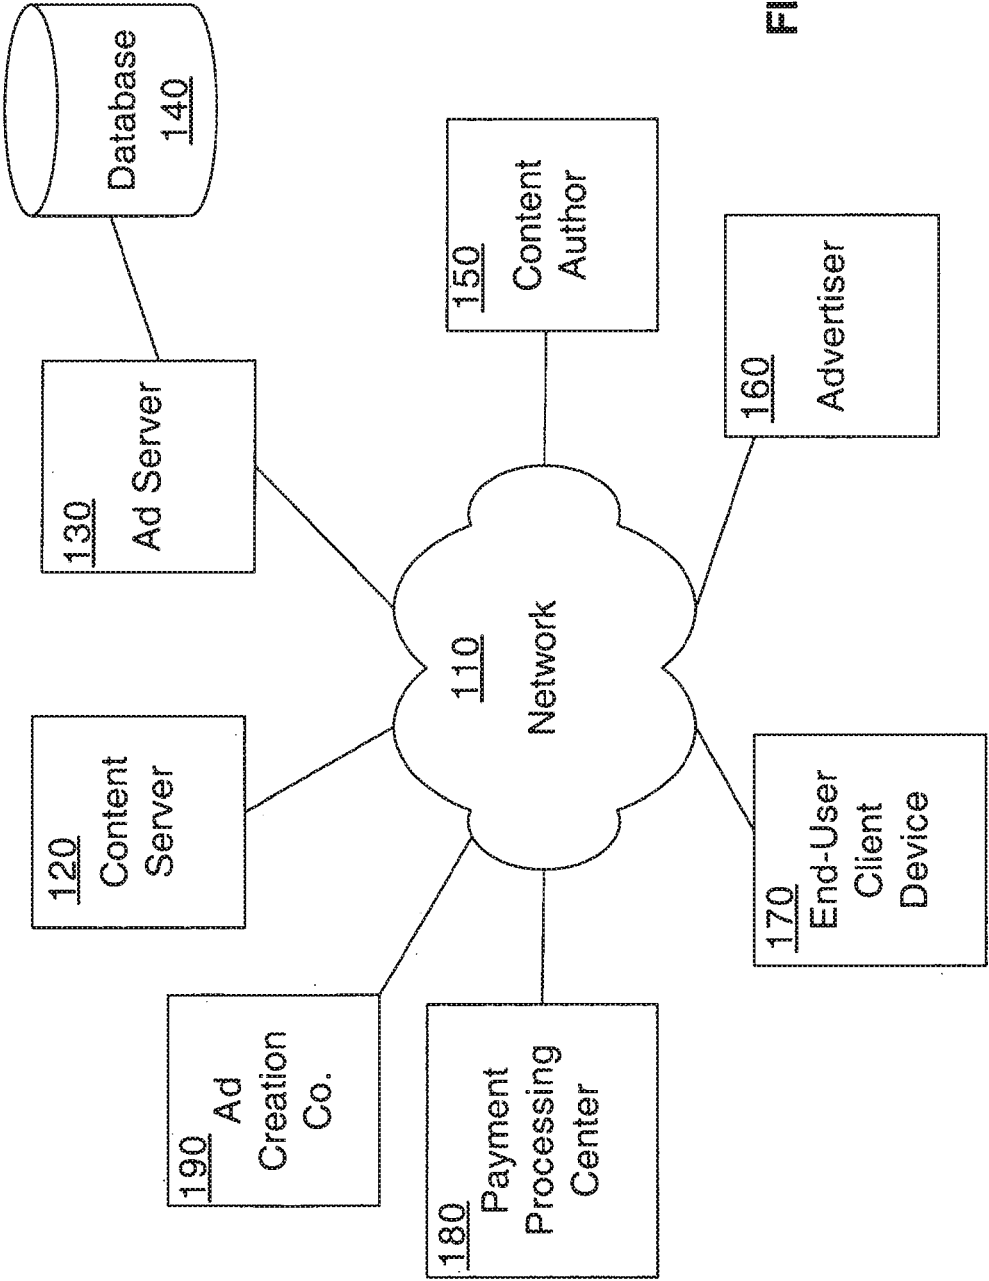 120
Content
Server
130
Ad Server
Database
140
190
Ad
Creation
Co.
180
Payment
Processing
Center
110
Network
150
Content
Author
170
End-User
Client
Device
160
Advertiser
FI